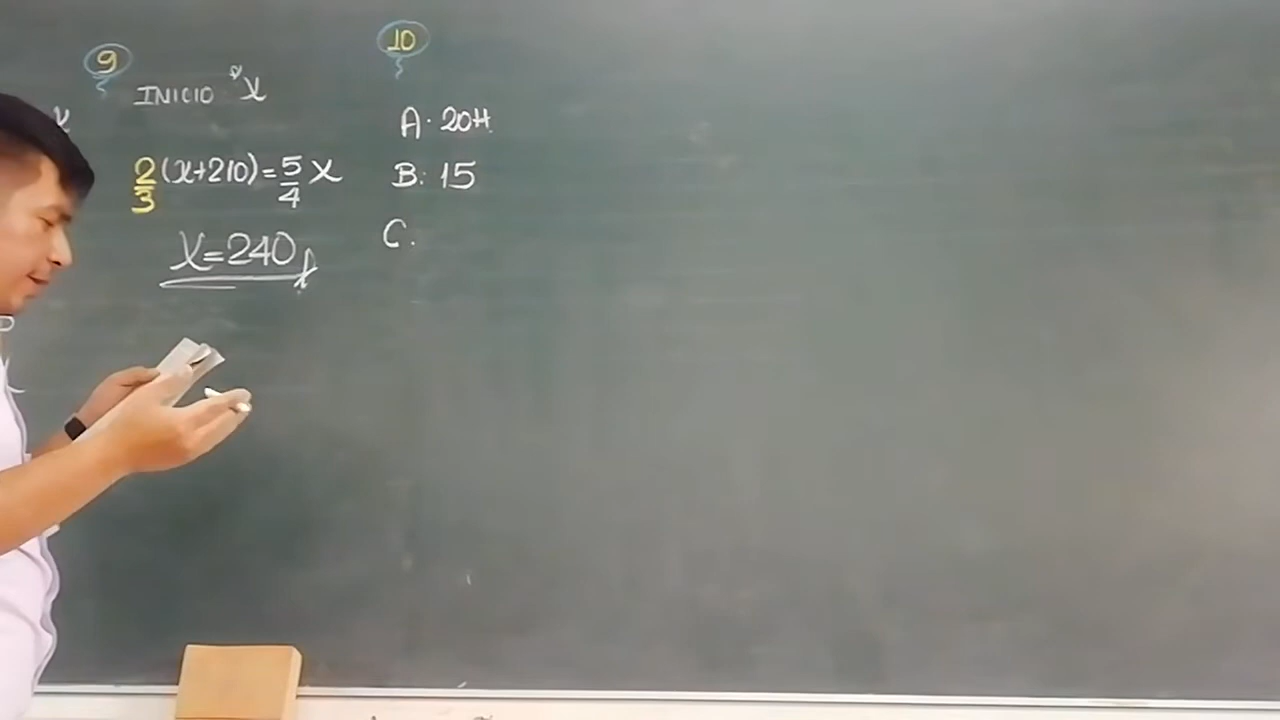 9
INICIO : X
2/3 (x+210) = 5/4 X
X=240
10
A. 20H.
B: 15
C.